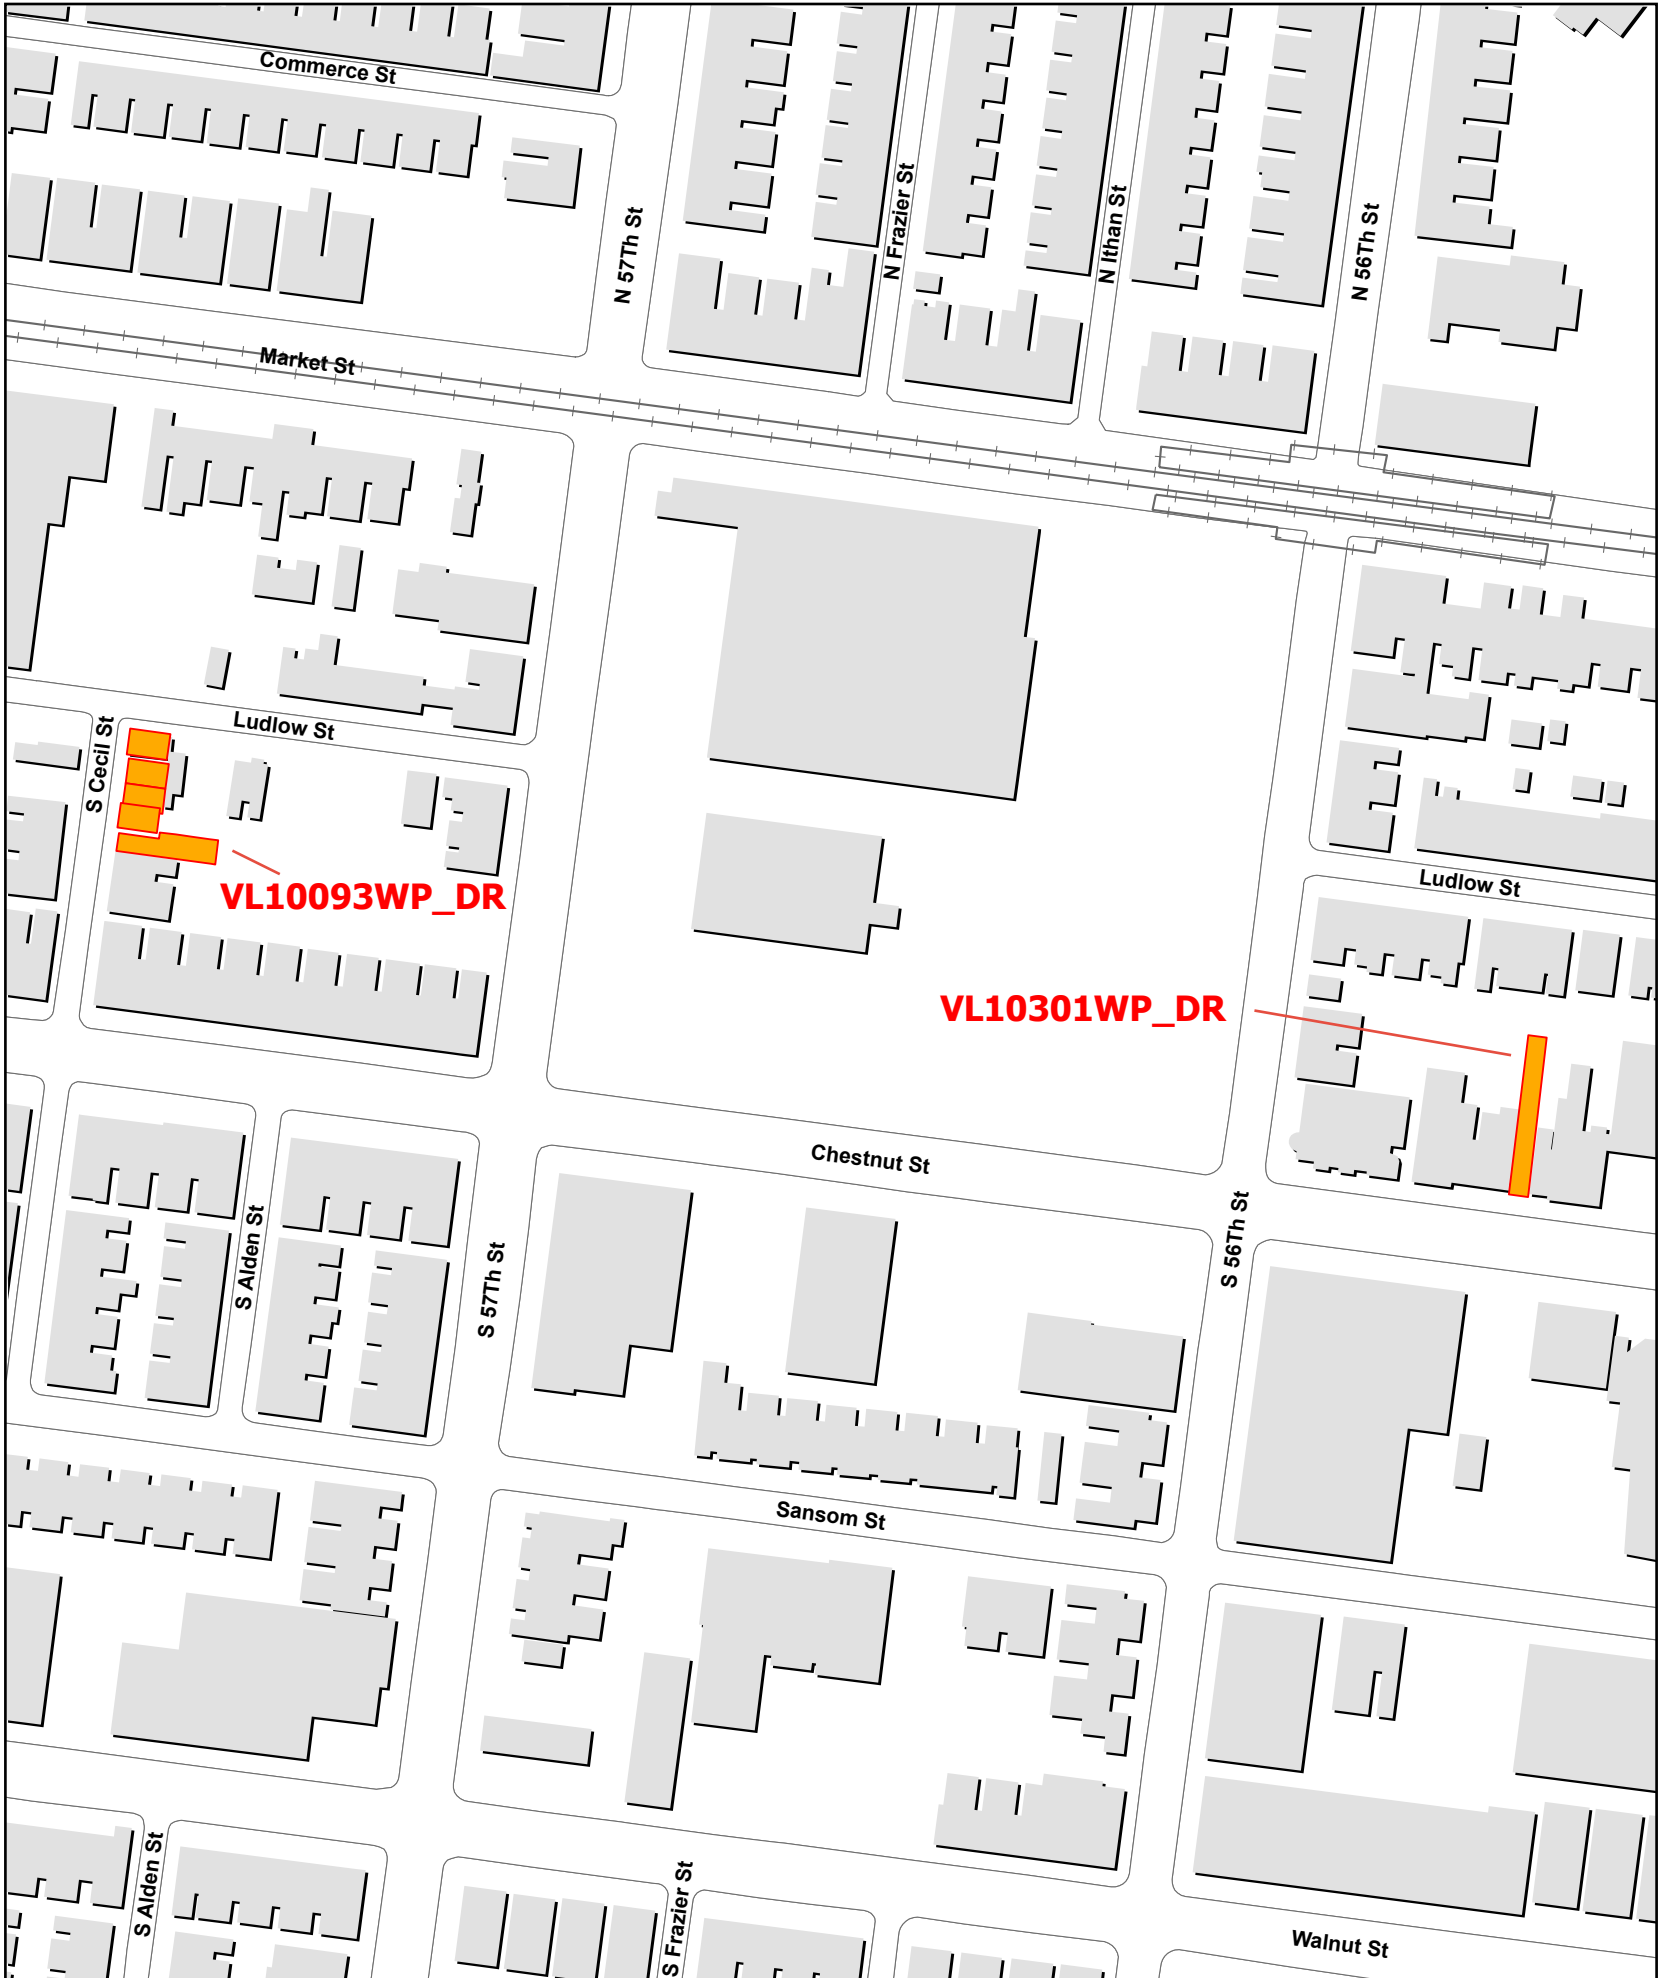 Commerce St
N 57Th St
N Frazier St
N Ithan St
N 56Th St
Market St
S Cecil St
Ludlow St
VL10093WP_DR
Ludlow St
VL10301WP_DR
Chestnut St
S Alden St
S 57Th St
S 56Th St
Sansom St
S Alden St
S Frazier St
Walnut St